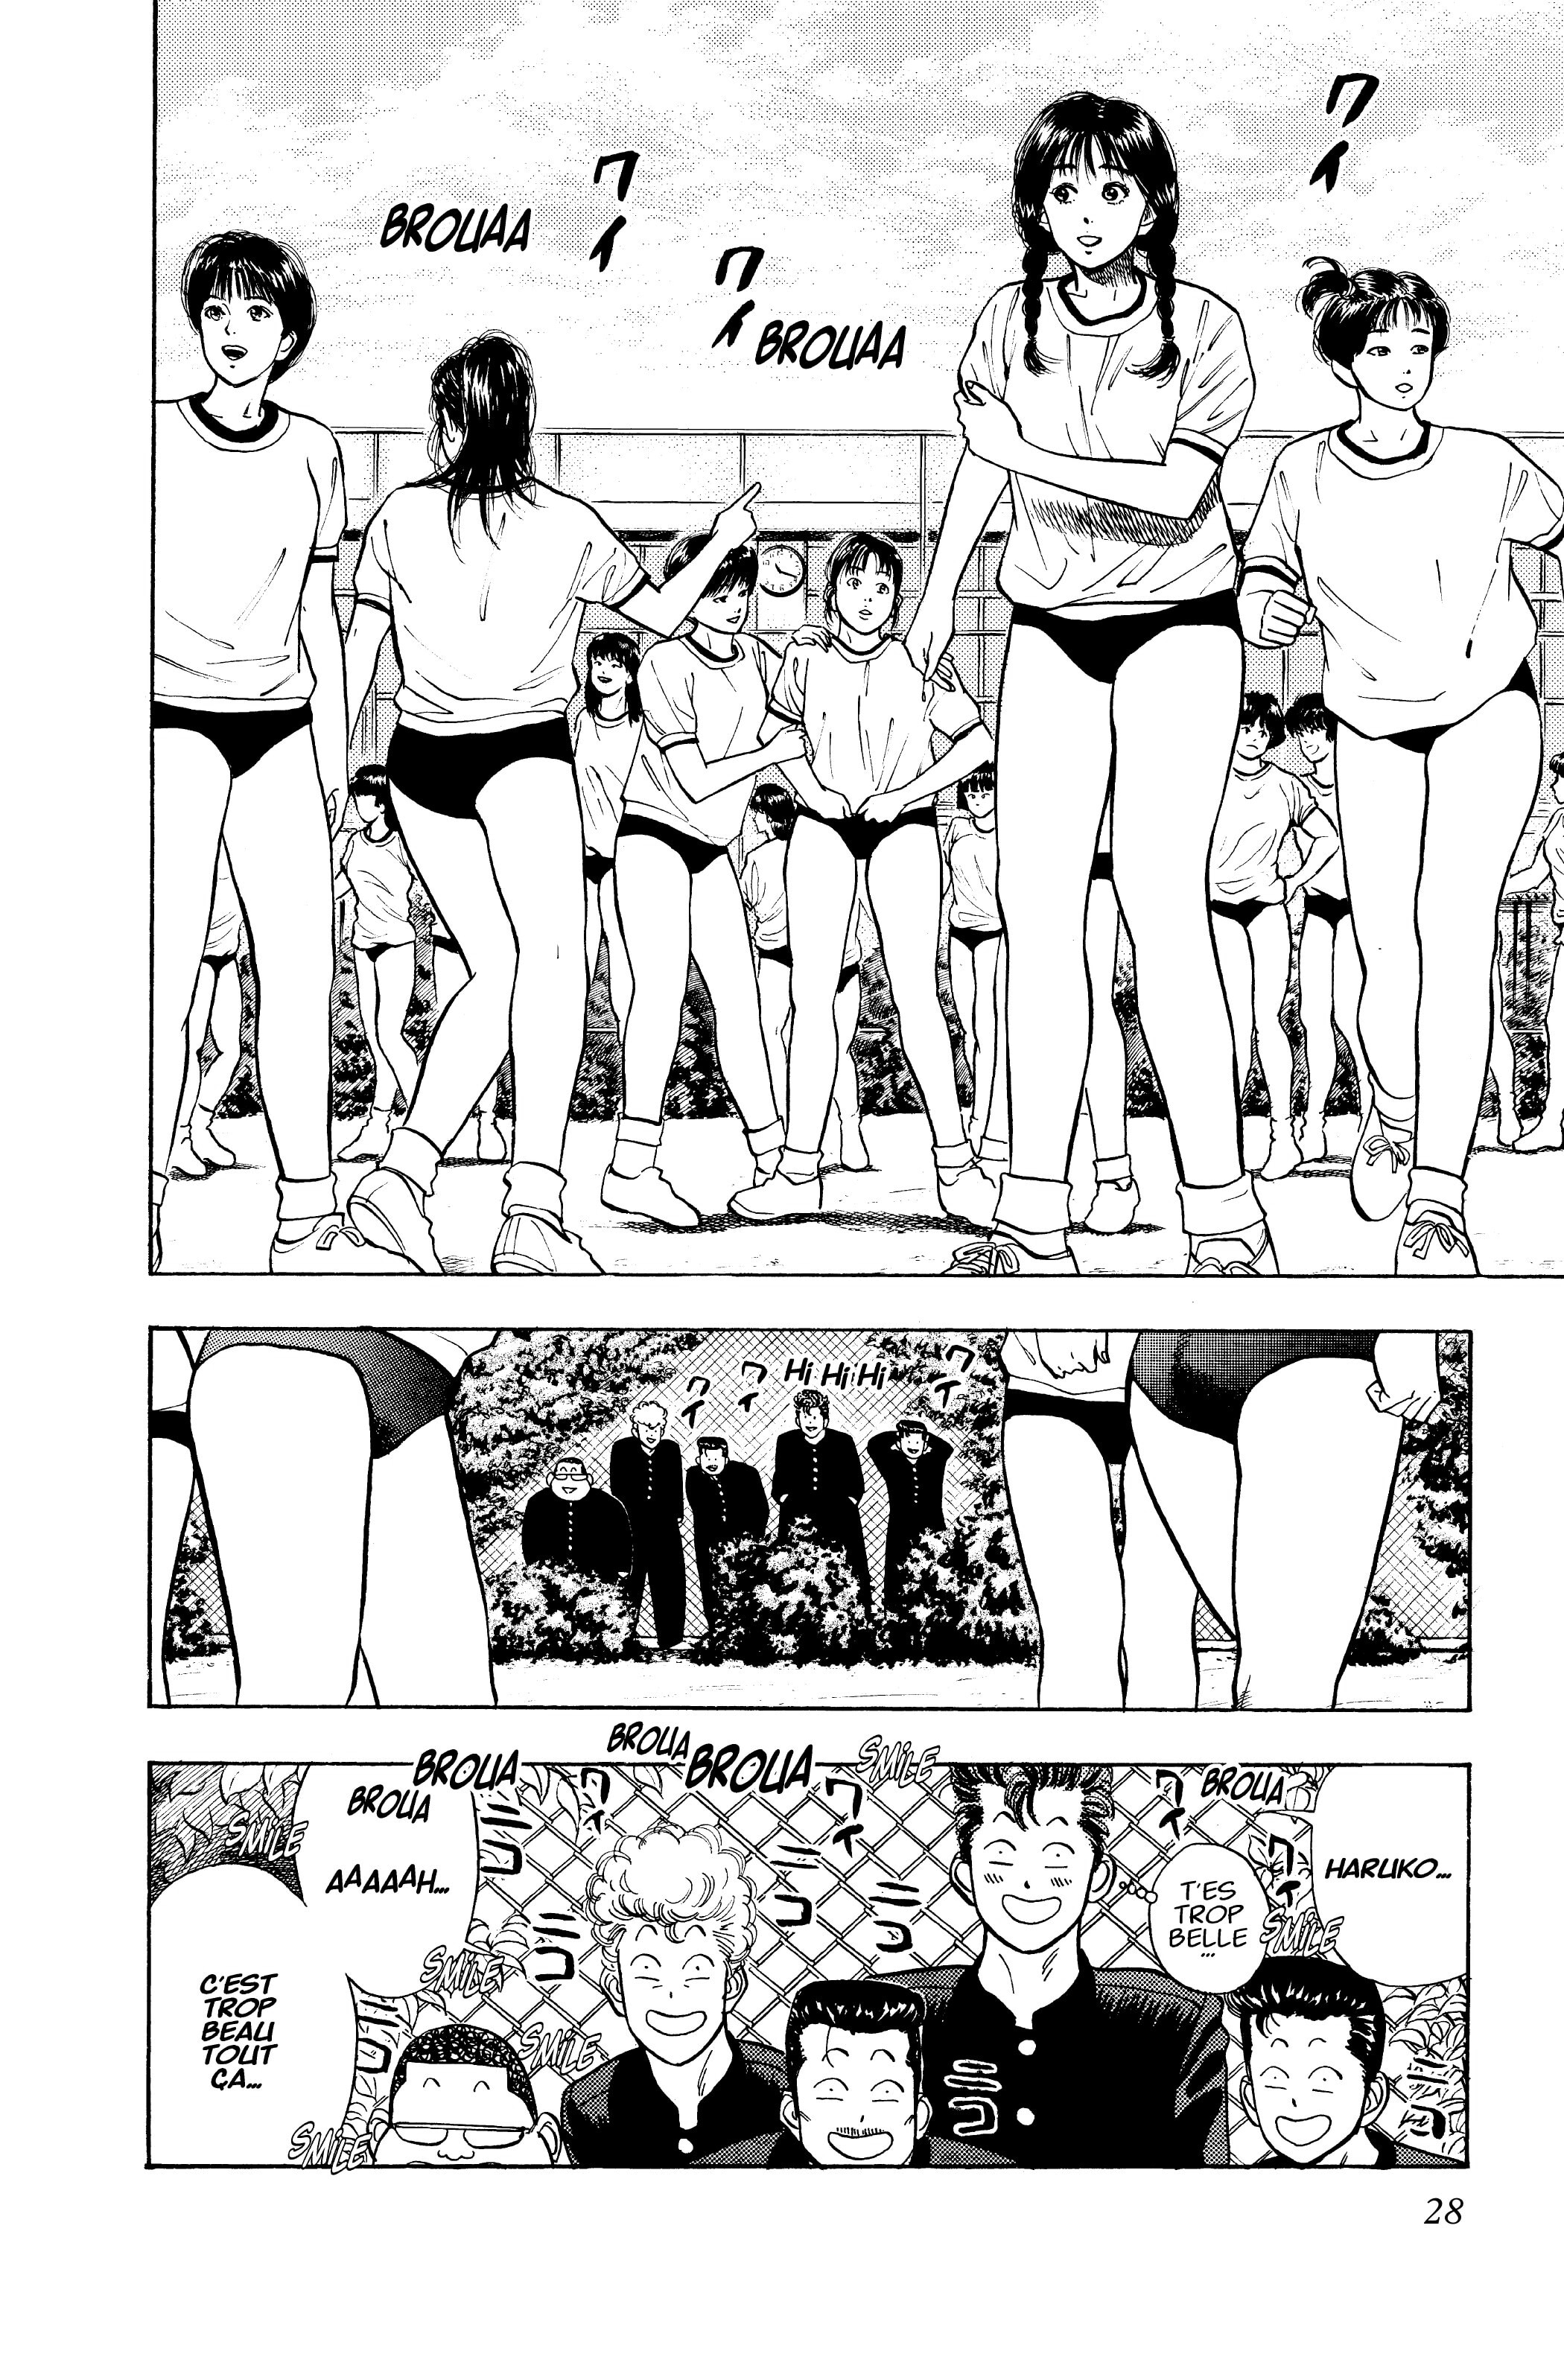 ワイ
BROUAA
ワイ
ワイ
BROUAA
ワイ
ワイ
Hi Hi Hi
ワイ
HARUKO...
BROUA
ワイ
ワイ
SMILE
T'ES
TROP
BELLE
...
SMILE
ワイ
BROUA
BROUA
ワイ
BROUA
BROUA
AAAAAH...
SMILE
C'EST
TROP
BEAU
TOUT
ÇA...
SMILE
SMILE
SMILE
ニコ
ニコ
ニコ
ニコ
ニコ
ニコ
ニコ
28